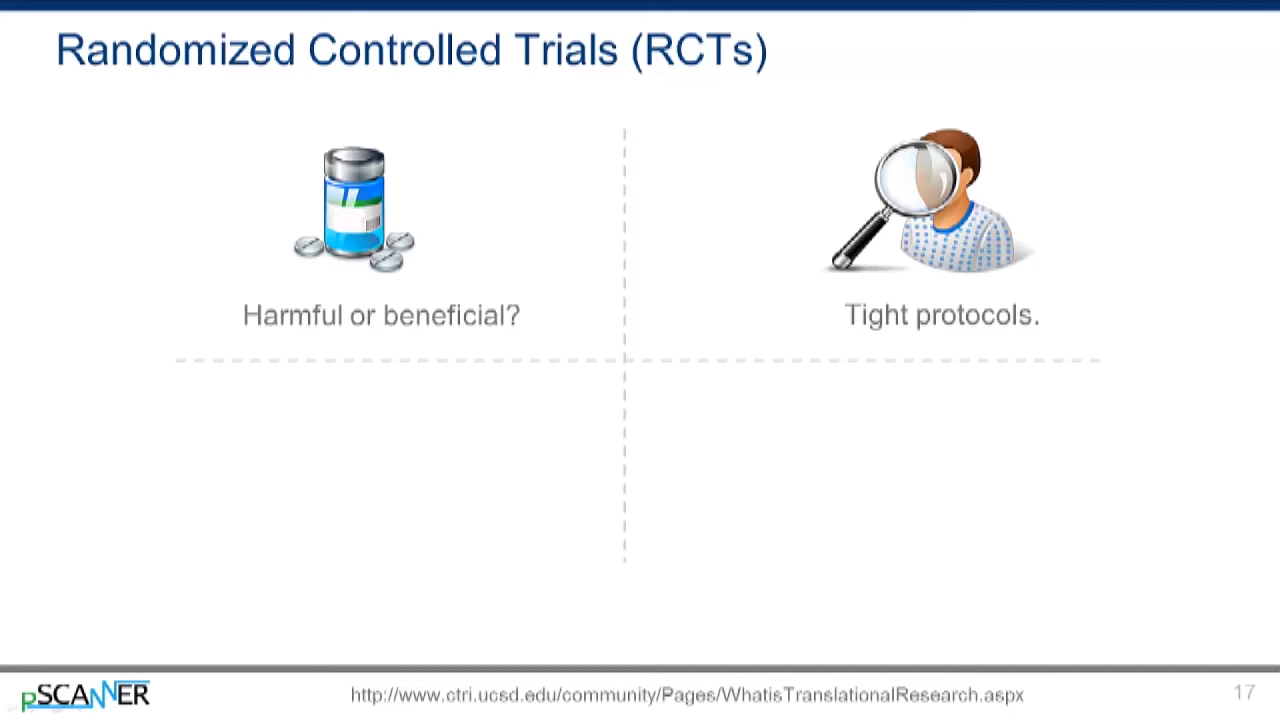 Randomized Controlled Trials (RCTs)
Harmful or beneficial?
Tight protocols.
pSCANNER
http://www.ctri.ucsd.edu/community/Pages/WhatisTranslationalResearch.aspx
17